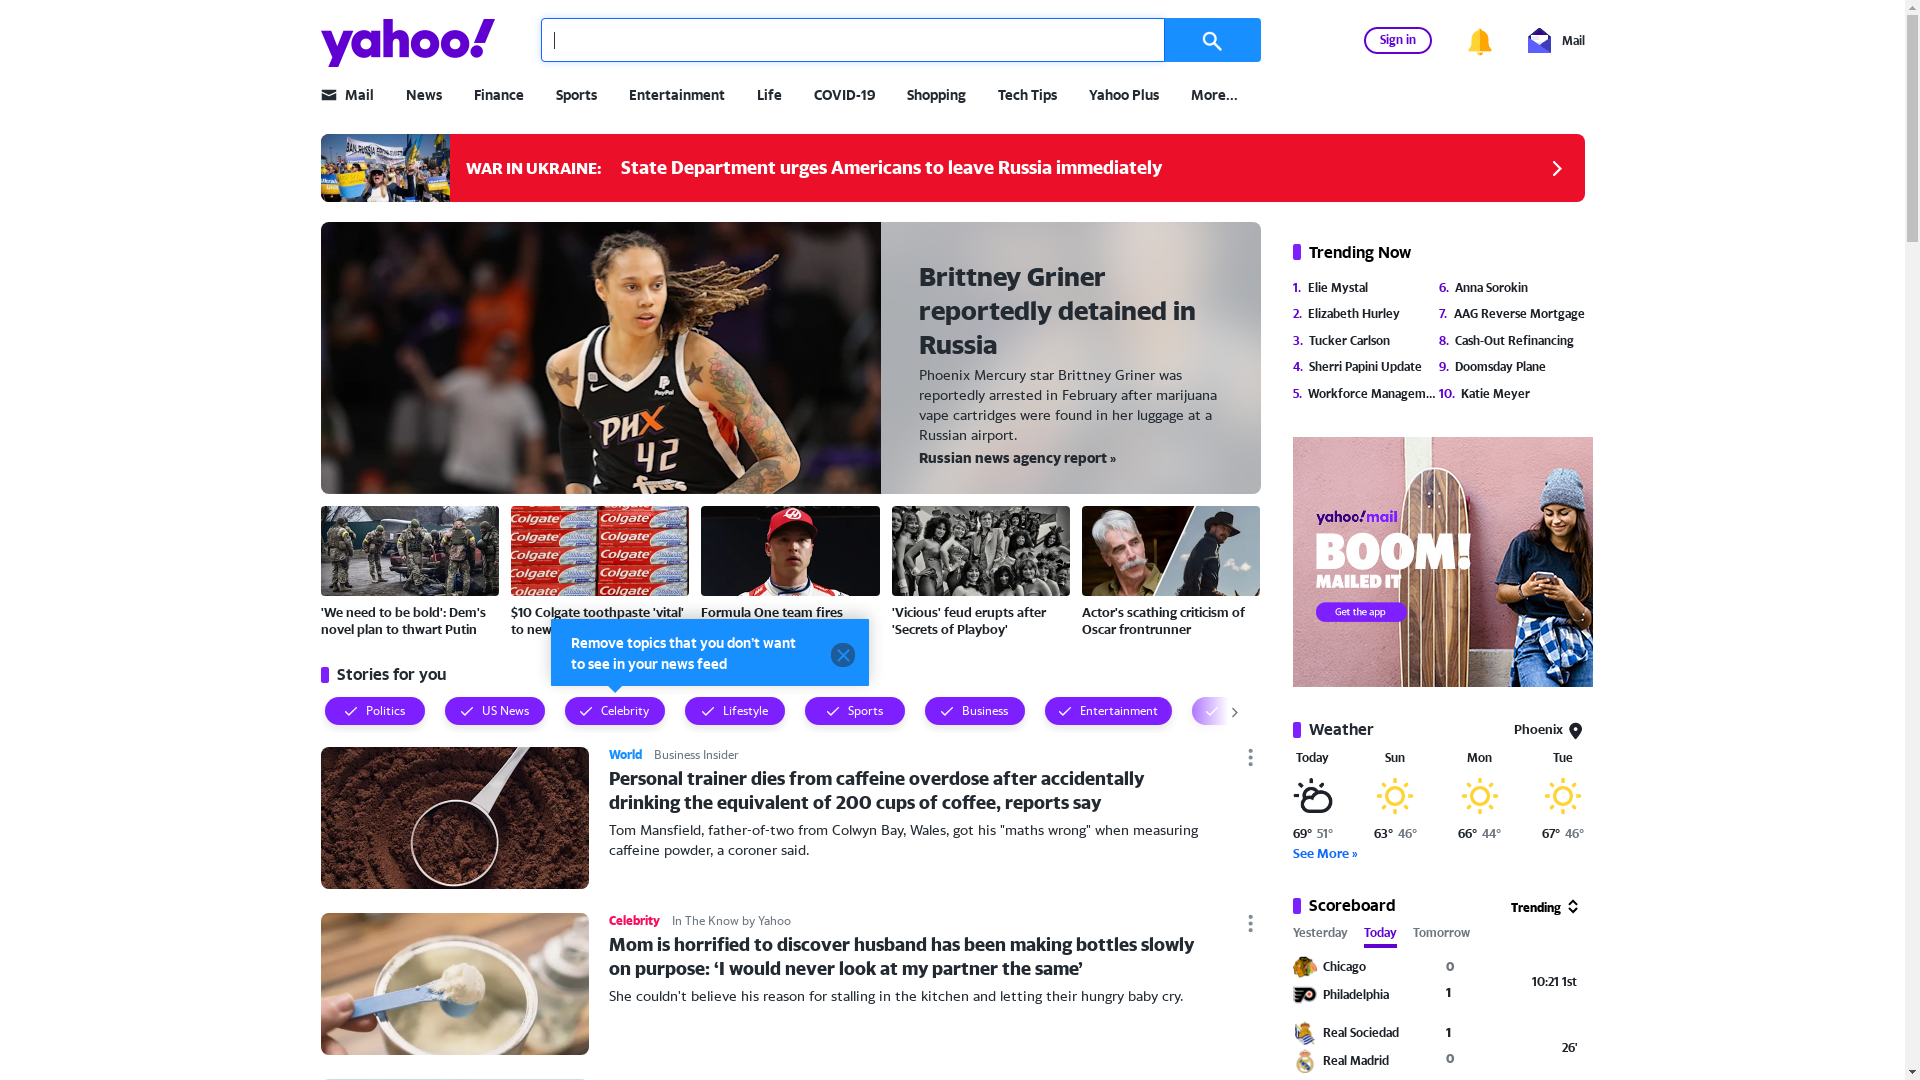 yahoo!
Sign in
Mail
Mail
News
Finance
Sports
Entertainment
Life
COVID-19
Shopping
Tech Tips
Yahoo Plus
More...
WAR IN UKRAINE: State Department urges Americans to leave Russia immediately
Brittney Griner
reportedly detained in
Russia
Phoenix Mercury star Brittney Griner was
reportedly arrested in February after marijuana
vape cartridges were found in her luggage at a
Russian airport.
Russian news agency report »
PayPal
PHX
42
'We need to be bold': Dem's
novel plan to thwart Putin
$10 Colgate toothpaste 'vital'
to new
Formula One team fires
'Vicious' feud erupts after
'Secrets of Playboy'
Actor's scathing criticism of
Oscar frontrunner
Remove topics that you don't want
to see in your news feed
Stories for you
Politics
US News
Celebrity
Lifestyle
Sports
Business
Entertainment
World Business Insider
Personal trainer dies from caffeine overdose after accidentally
drinking the equivalent of 200 cups of coffee, reports say
Tom Mansfield, father-of-two from Colwyn Bay, Wales, got his "maths wrong" when measuring
caffeine powder, a coroner said.
Celebrity In The Know by Yahoo
Mom is horrified to discover husband has been making bottles slowly
on purpose: ‘I would never look at my partner the same’
She couldn't believe his reason for stalling in the kitchen and letting their hungry baby cry.
Trending Now
1. Elie Mystal
2. Elizabeth Hurley
3. Tucker Carlson
4. Sherri Papini Update
5. Workforce Managem...
6. Anna Sorokin
7. AAG Reverse Mortgage
8. Cash-Out Refinancing
9. Doomsday Plane
10. Katie Meyer
yahoo!mail
BOOM!
MAILED IT
Get the app
Weather
Phoenix
Today Sun Mon Tue
69° 51° 63° 46° 66° 44° 67° 46°
See More »
Scoreboard
Trending
Yesterday Today Tomorrow
Chicago 0
10:21 1st
Philadelphia 1
Real Sociedad 1
26'
Real Madrid 0